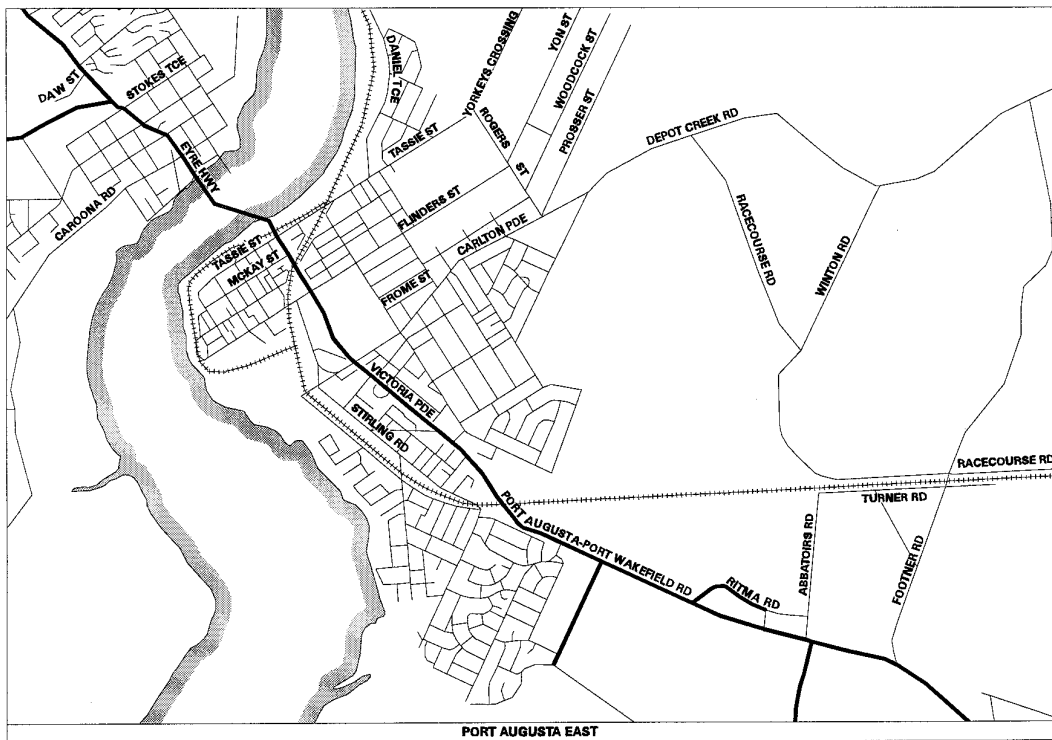 DAW ST
STOKES TCE
EYRE HWY
CAROONA RD
DANIEL TCE
TASSIE ST
YORKEYS CROSSING
ROGERS ST
YON ST
WOODCOCK ST
PROSSER ST
DEPOT CREEK RD
RACECOURSE RD
WINTON RD
FLINDERS ST
CARLTON PDE
TASSIE ST
MCKAY ST
FROME ST
VICTORIA PDE
STIRLING RD
RACECOURSE RD
TURNER RD
PORT AUGUSTA-PORT WAKEFIELD RD
RITMA RD
ABBATOIRS RD
FOOTNER RD
PORT AUGUSTA EAST